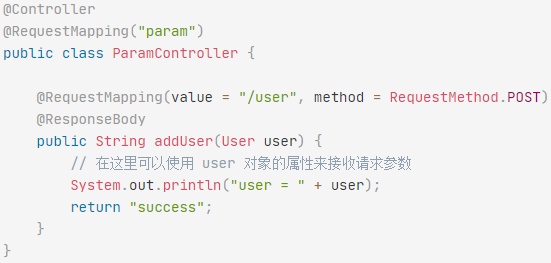 @Controller
@RequestMapping("param")
public class ParamController {
@RequestMapping(value = "/user", method = RequestMethod.POST)
@ResponseBody
public String addUser(User user) {
// 在这里可以使用 user 对象的属性来接收请求参数
System.out.println("user = " + user);
return "success";
}
}